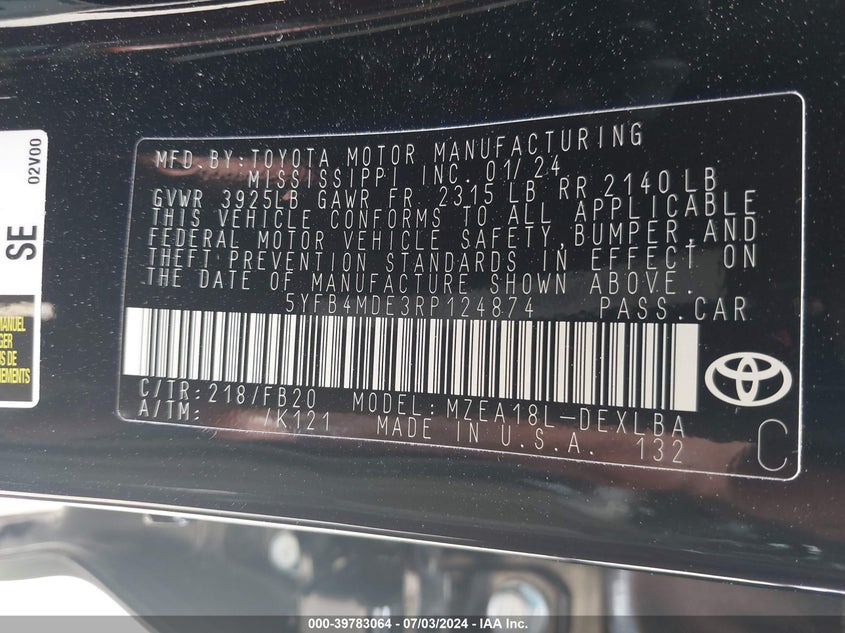 MFD.BY:TOYOTA MOTOR MANUFACTURING
MISSISSIPPI INC. 01/24
GVWR 3925LB GAWR FR 2315 LB RR 2140 LB
THIS VEHICLE CONFORMS TO ALL APPLICABLE
FEDERAL MOTOR VEHICLE SAFETY,BUMPER,AND
THEFT PREVENTION STANDARDS IN EFFECT ON
THE DATE OF MANUFACTURE SHOWN ABOVE.
5YFB4MDE3RP124874 PASS.CAR
C/TR:218/FB20 MODEL:MZEA18L-DEXLBA
A/TM: /K121 MADE IN U.S.A. 132
C
02V00
SE
MANUEL
000-39783064 - 07/03/2024 - IAA Inc.